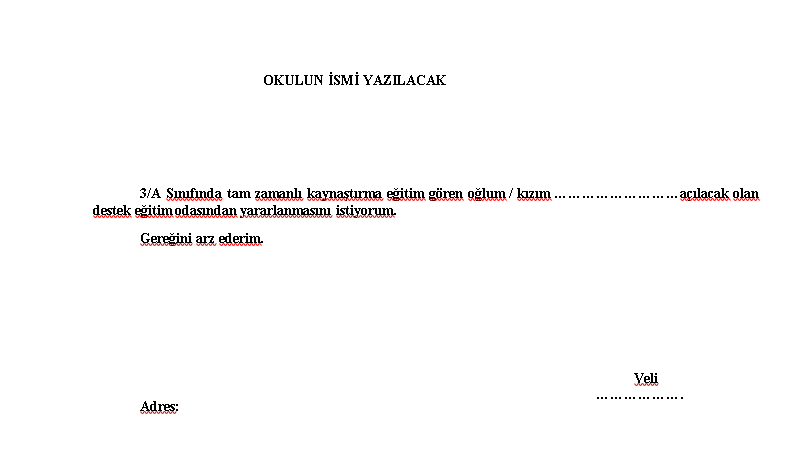 OKULUN İSMİ YAZILACAK
3/A Sınıfında tam zamanlı kaynaştırma eğitim gören oğlum / kızım ………………………açılacak olan
destek eğitim odasından yararlanmasını istiyorum.
Gereğini arz ederim.
Veli
……………….
Adres: